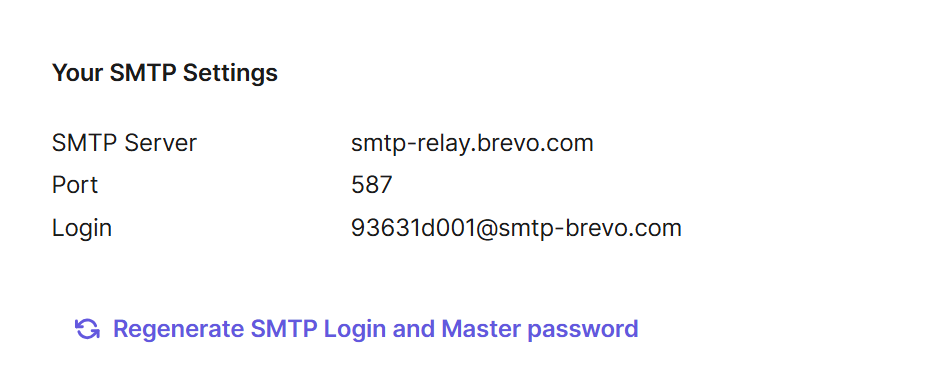 Your SMTP Settings
SMTP Server smtp-relay.brevo.com
Port 587
Login 93631d001@smtp-brevo.com
Regenerate SMTP Login and Master password